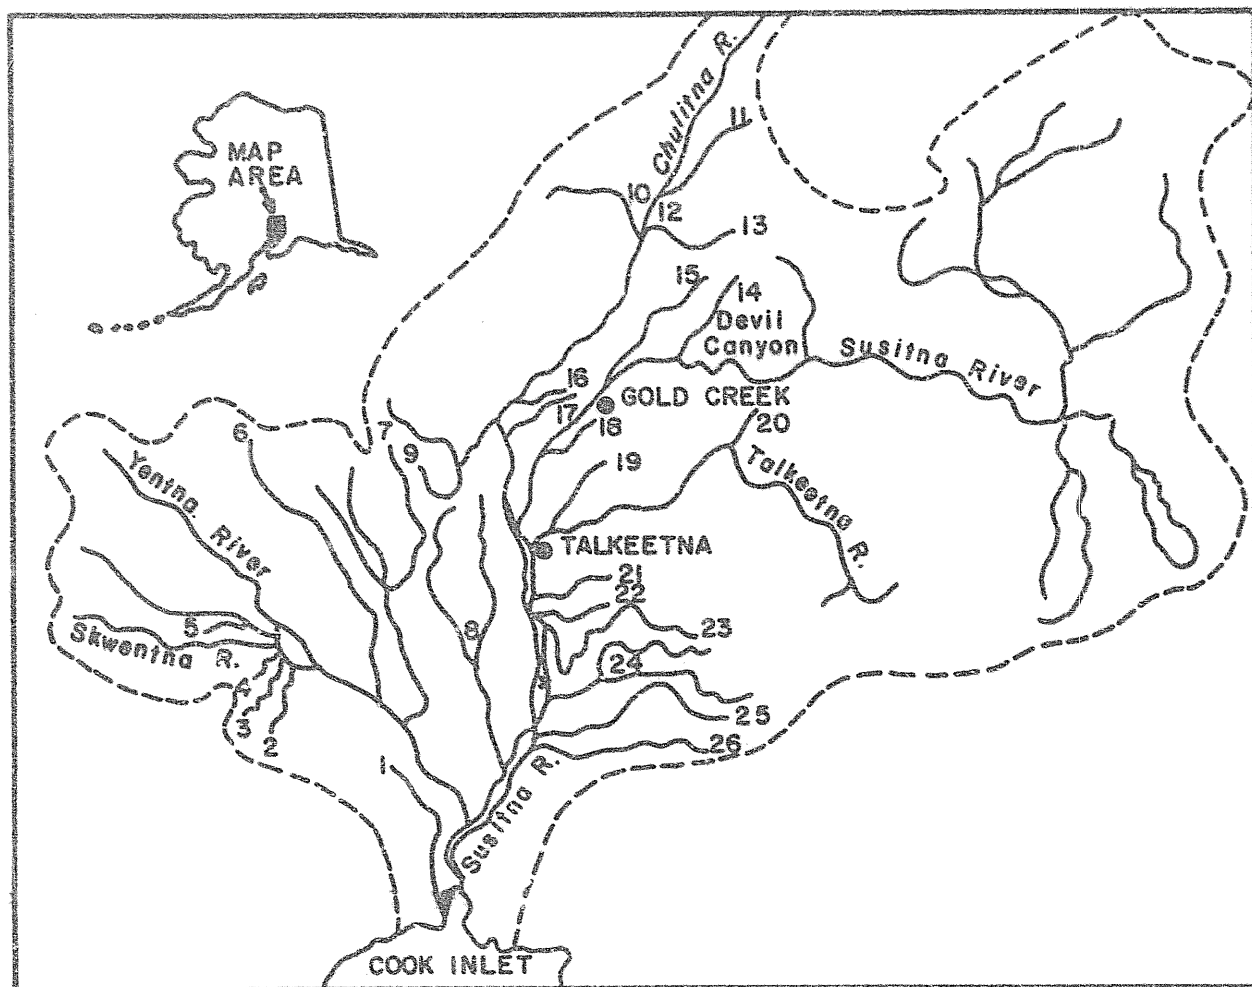 Chulitna R.
11
MAP
AREA
10
12
13
15
14
Devil
Canyon
Susitna River
16
GOLD CREEK
17
18
20
7
6
9
19
Talkeetna R.
Yentna River
TALKEETNA
21
22
8
23
5
Skwentna R.
24
4
3
2
25
26
1
Susitna R.
COOK INLET